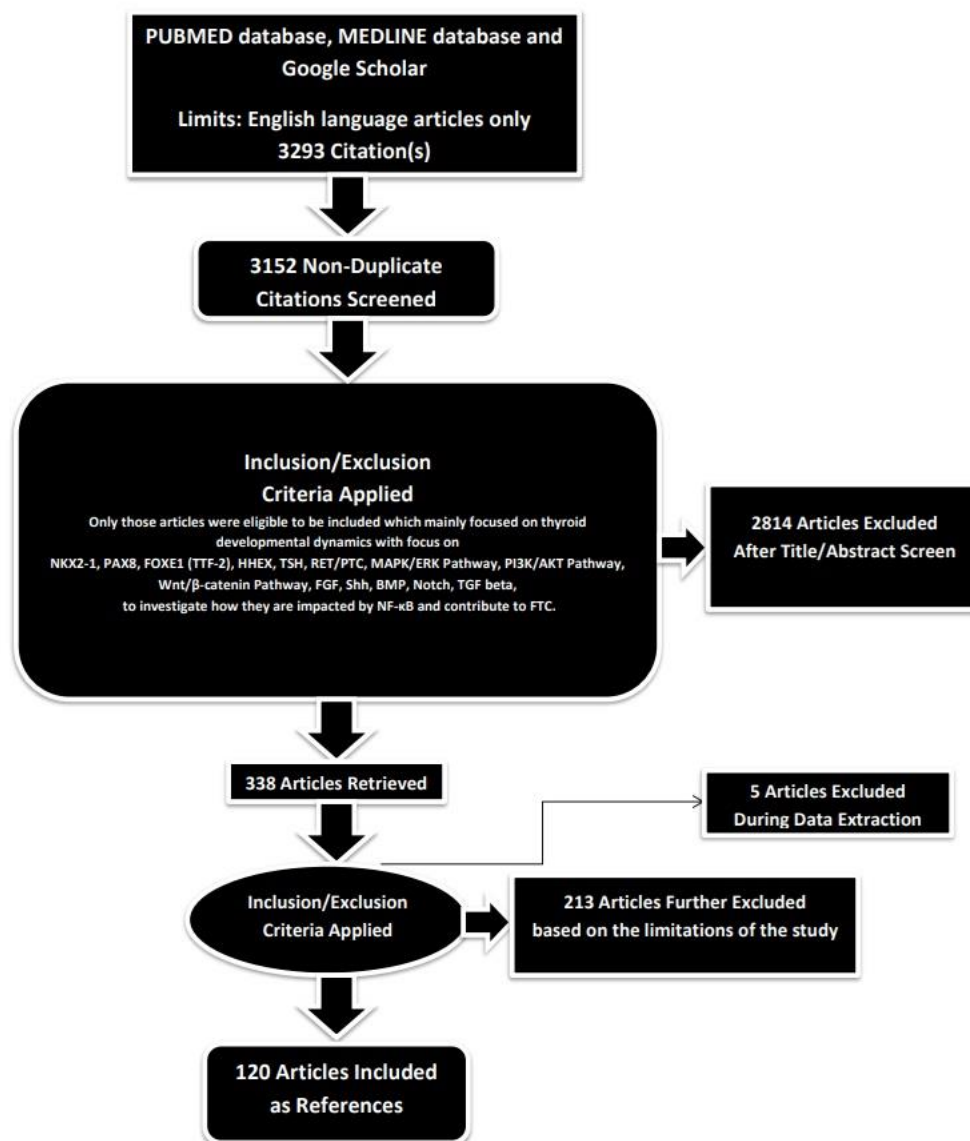 PUBMED database, MEDLINE database and
Google Scholar
Limits: English language articles only
3293 Citation(s)
3152 Non-Duplicate
Citations Screened
Inclusion/Exclusion
Criteria Applied
Only those articles were eligible to be included which mainly focused on thyroid
developmental dynamics with focus on
NKX2-1, PAX8, FOXE1 (TTF-2), HHEX, TSH, RET/PTC, MAPK/ERK Pathway, PI3K/AKT Pathway,
Wnt/β-catenin Pathway, FGF, Shh, BMP, Notch, TGF beta,
to investigate how they are impacted by NF-κB and contribute to FTC.
2814 Articles Excluded
After Title/Abstract Screen
338 Articles Retrieved
5 Articles Excluded
During Data Extraction
Inclusion/Exclusion
Criteria Applied
213 Articles Further Excluded
based on the limitations of the study
120 Articles Included
as References